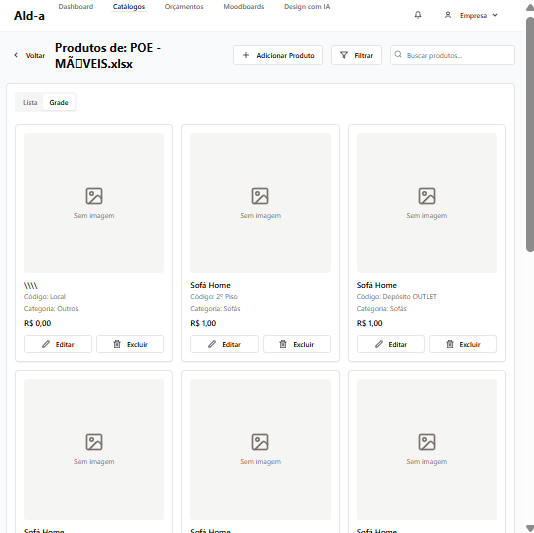 Ald-a
Dashboard
Catálogos
Orçamentos
Moodboards
Design com IA
Empresa
Voltar
Produtos de: POE -
MÃ�VEIS.xlsx
Adicionar Produto
Filtrar
Buscar produtos...
Lista
Grade
Sem imagem
Sem imagem
Sem imagem
\\\\
Código: Local
Categoria: Outros
R$ 0,00
Editar
Excluir
Sofá Home
Código: 2º Piso
Categoria: Sofás
R$ 1,00
Editar
Excluir
Sofá Home
Código: Depósito OUTLET
Categoria: Sofás
R$ 1,00
Editar
Excluir
Sem imagem
Sem imagem
Sem imagem
Sofá Home
Sofá Home
Sofá Home